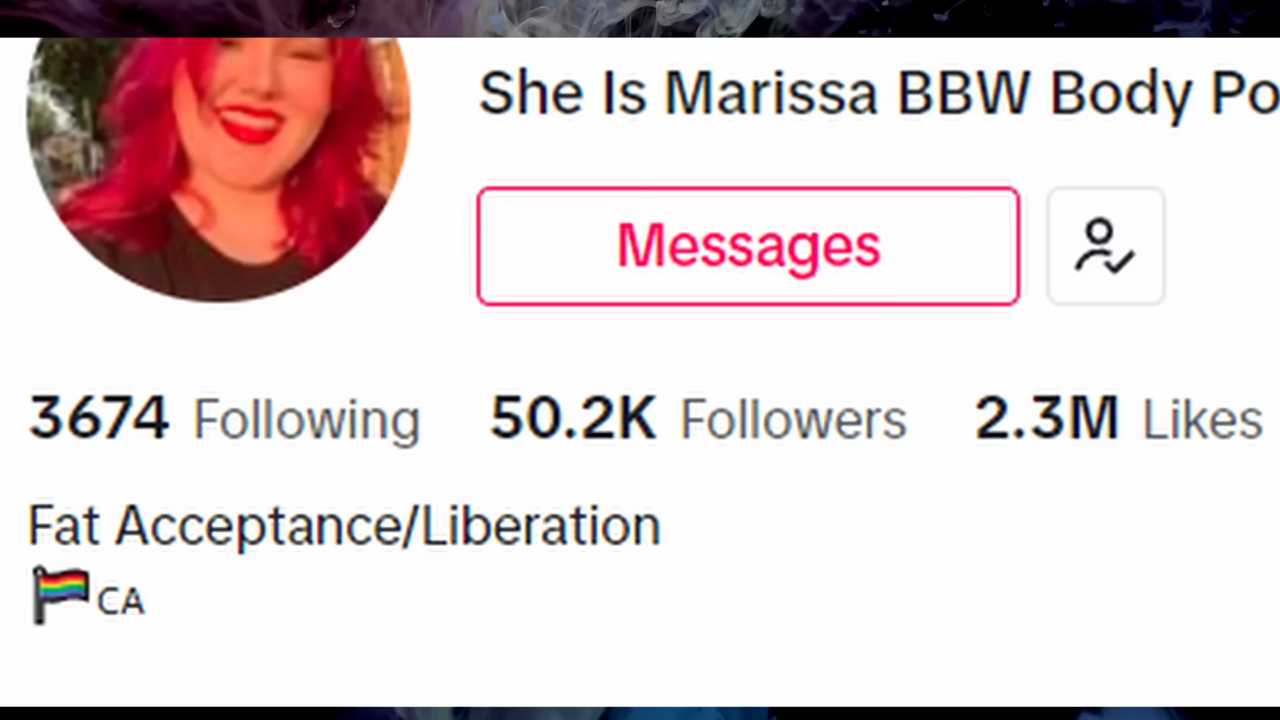 She Is Marissa BBW Body Po
Messages
3674 Following 50.2K Followers 2.3M Likes
Fat Acceptance/Liberation
🏳️‍🌈CA